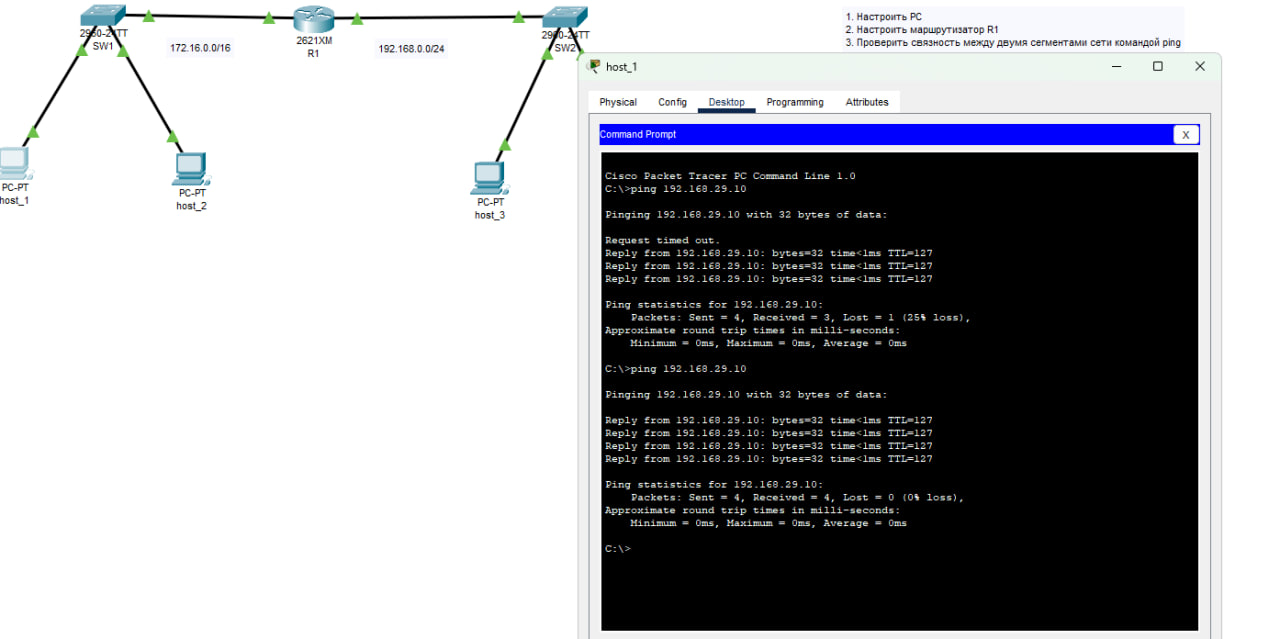 2960-24TT
SW1
172.16.0.0/16
2621XM
R1
192.168.0.0/24
2960-24TT
SW2
1. Настроить PC
2. Настроить маршрутизатор R1
3. Проверить связность между двумя сегментами сети командой ping
PC-PT
host_1
PC-PT
host_2
PC-PT
host_3
host_1
Physical Config Desktop Programming Attributes
Command Prompt
X
Cisco Packet Tracer PC Command Line 1.0
C:\>ping 192.168.29.10
Pinging 192.168.29.10 with 32 bytes of data:
Request timed out.
Reply from 192.168.29.10: bytes=32 time<1ms TTL=127
Reply from 192.168.29.10: bytes=32 time<1ms TTL=127
Reply from 192.168.29.10: bytes=32 time<1ms TTL=127
Ping statistics for 192.168.29.10:
Packets: Sent = 4, Received = 3, Lost = 1 (25% loss),
Approximate round trip times in milli-seconds:
Minimum = 0ms, Maximum = 0ms, Average = 0ms
C:\>ping 192.168.29.10
Pinging 192.168.29.10 with 32 bytes of data:
Reply from 192.168.29.10: bytes=32 time<1ms TTL=127
Reply from 192.168.29.10: bytes=32 time<1ms TTL=127
Reply from 192.168.29.10: bytes=32 time<1ms TTL=127
Reply from 192.168.29.10: bytes=32 time<1ms TTL=127
Ping statistics for 192.168.29.10:
Packets: Sent = 4, Received = 4, Lost = 0 (0% loss),
Approximate round trip times in milli-seconds:
Minimum = 0ms, Maximum = 0ms, Average = 0ms
C:\>